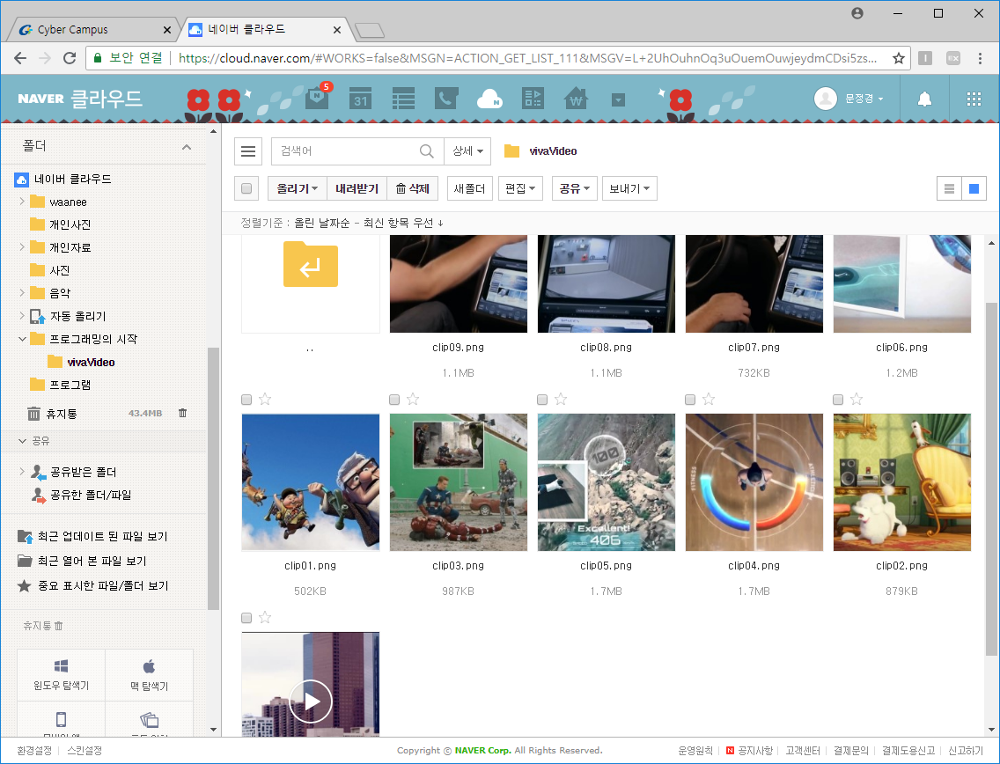 Cyber Campus
네이버 클라우드
보안 연결
https://cloud.naver.com/#WORKS=false&MSGN=ACTION_GET_LIST_111&MSGV=L+2UhOuhnOq3uOuemOuwjeydmCDsi5zs...
NAVER 클라우드
5
31
N
W
문정경
폴더
네이버 클라우드
waanee
개인사진
개인자료
사진
음악
자동 올리기
프로그래밍의 시작
vivaVideo
프로그램
휴지통 43.4MB
공유
공유받은 폴더
공유한 폴더/파일
최근 업데이트 된 파일 보기
최근 열어 본 파일 보기
중요 표시한 파일/폴더 보기
휴지통
윈도우 탐색기 맥 탐색기
검색어 상세 vivaVideo
올리기 내려받기 삭제 새폴더 편집 공유 보내기
정렬기준 : 올린 날짜순 - 최신 항목 우선 ↓
.. clip09.png clip08.png clip07.png clip06.png
1.1MB 1.1MB 732KB 1.2MB
100
Excellent!
406
FITNESS
clip01.png clip03.png clip05.png clip04.png clip02.png
502KB 987KB 1.7MB 1.7MB 879KB
환경설정 스킨설정 Copyright © NAVER Corp. All Rights Reserved. 운영원칙 N 공지사항 고객센터 결제문의 결제도용신고 신고하기